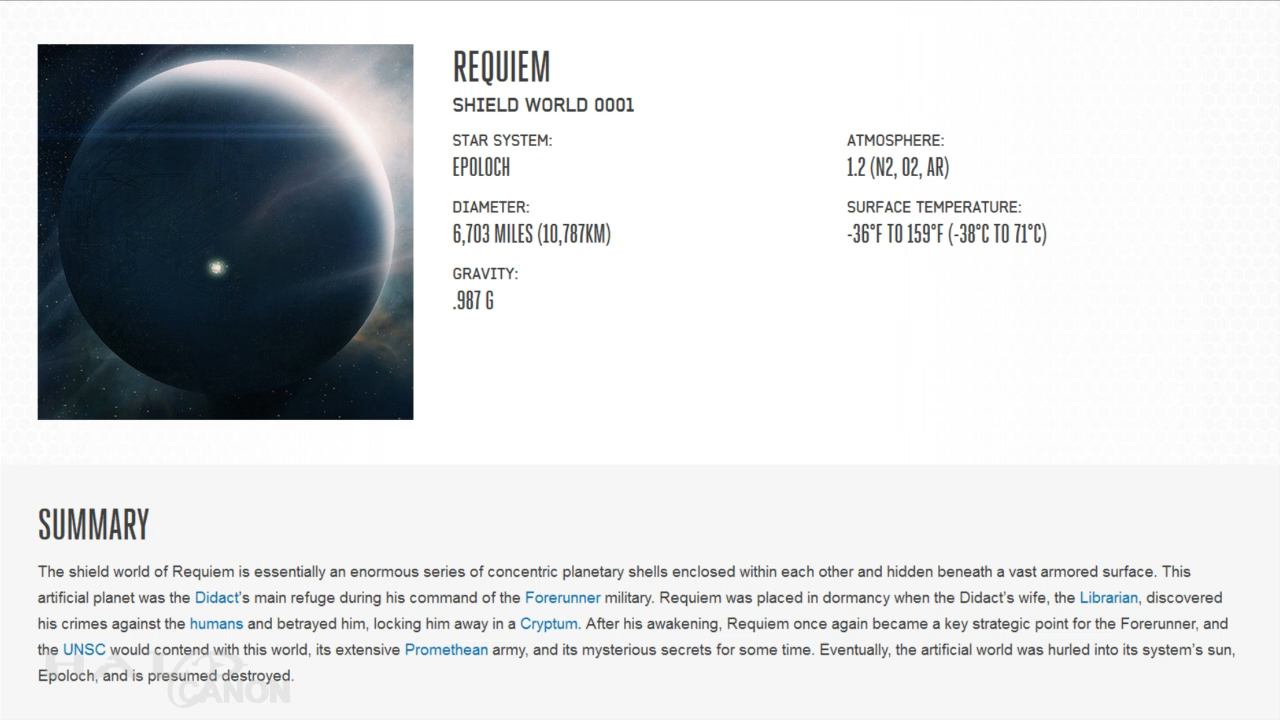 REQUIEM
SHIELD WORLD 0001
STAR SYSTEM:
EPOLOCH
DIAMETER:
6,703 MILES (10,787KM)
GRAVITY:
.987 G
ATMOSPHERE:
1.2 (N2, O2, AR)
SURFACE TEMPERATURE:
-36°F TO 159°F (-38°C TO 71°C)
SUMMARY
The shield world of Requiem is essentially an enormous series of concentric planetary shells enclosed within each other and hidden beneath a vast armored surface. This
artificial planet was the Didact's main refuge during his command of the Forerunner military. Requiem was placed in dormancy when the Didact's wife, the Librarian, discovered
his crimes against the humans and betrayed him, locking him away in a Cryptum. After his awakening, Requiem once again became a key strategic point for the Forerunner, and
the UNSC would contend with this world, its extensive Promethean army, and its mysterious secrets for some time. Eventually, the artificial world was hurled into its system's sun,
Epoloch, and is presumed destroyed.
HALO
CANON